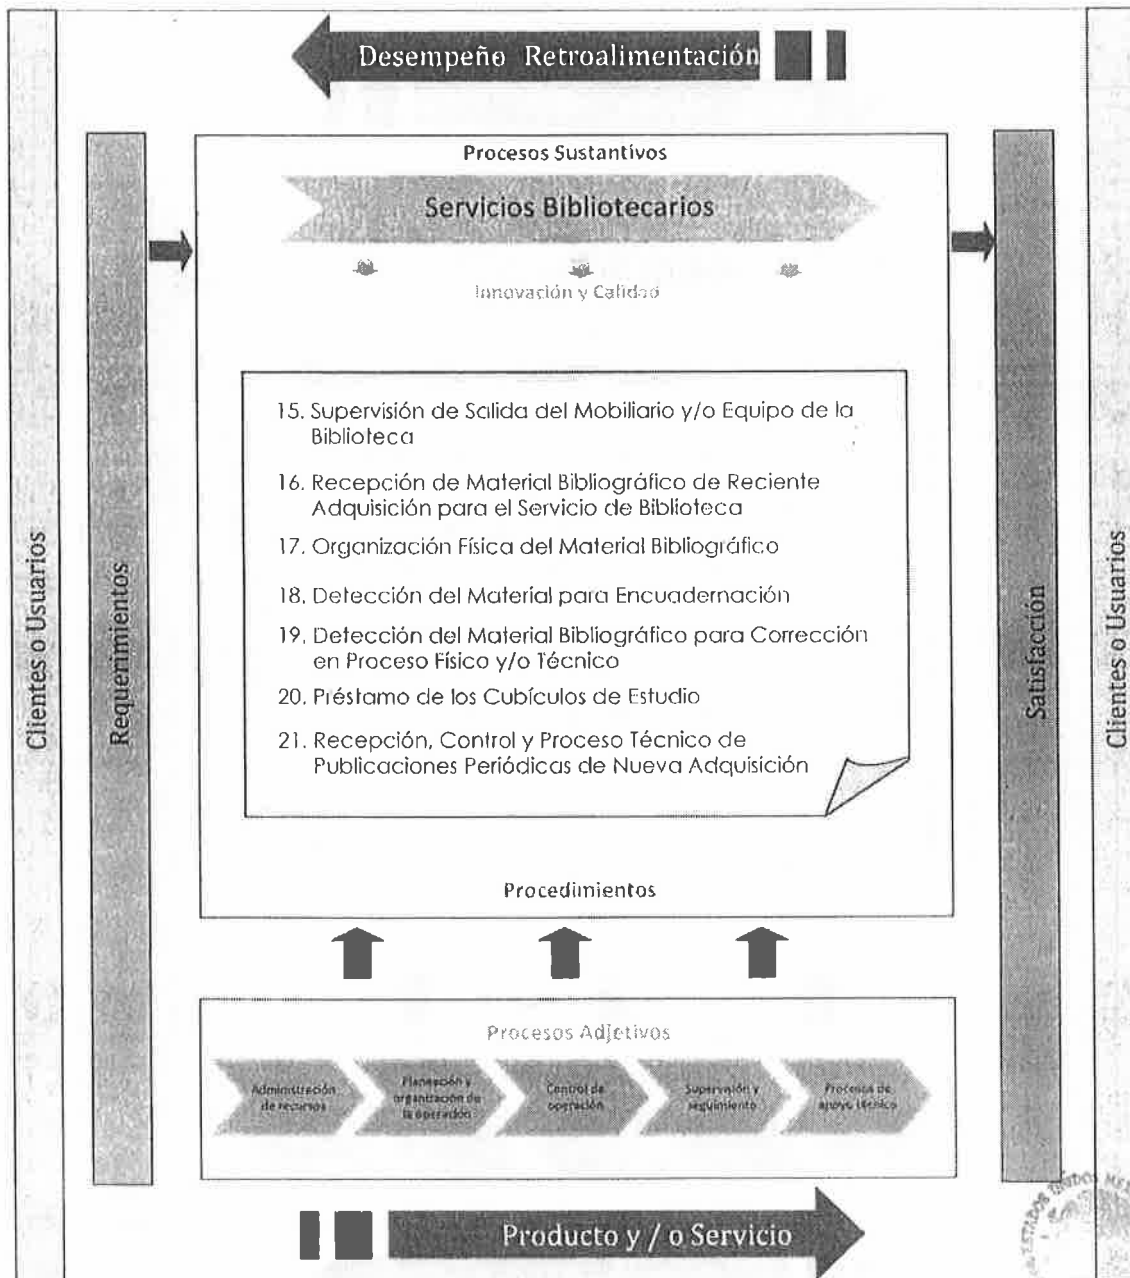 Desempeño Retroalimentación
Clientes o Usuarios
Requerimientos
Procesos Sustantivos
Servicios Bibliotecarios
Innovación y Calidad
15. Supervisión de Salida del Mobiliario y/o Equipo de la
Biblioteca
16. Recepción de Material Bibliográfico de Reciente
Adquisición para el Servicio de Biblioteca
17. Organización Física del Material Bibliográfico
18. Detección del Material para Encuadernación
19. Detección del Material Bibliográfico para Corrección
en Proceso Físico y/o Técnico
20. Préstamo de los Cubículos de Estudio
21. Recepción, Control y Proceso Técnico de
Publicaciones Periódicas de Nueva Adquisición
Procedimientos
Satisfacción
Clientes o Usuarios
Procesos Adjetivos
Administración
de recursos
Planeación y
organización de
la operación
Control de
operación
Supervisión y
seguimiento
Procesos de
apoyo técnico
Producto y / o Servicio